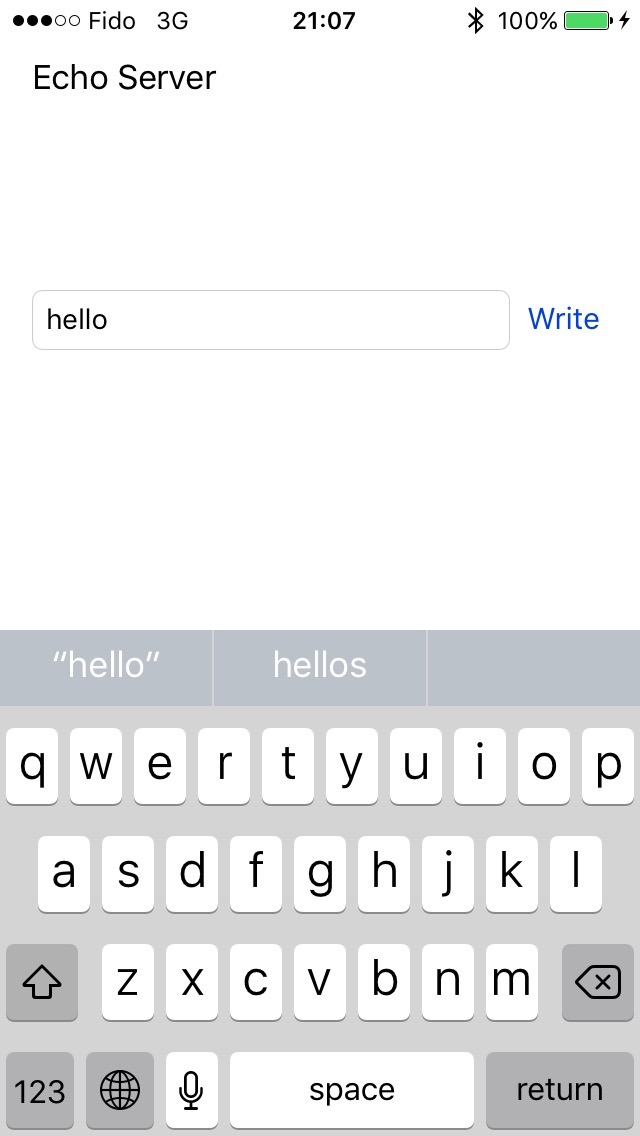 Fido 3G 21:07 100%
Echo Server
hello Write
“hello” hellos
q w e r t y u i o p
a s d f g h j k l
z x c v b n m
123 space return